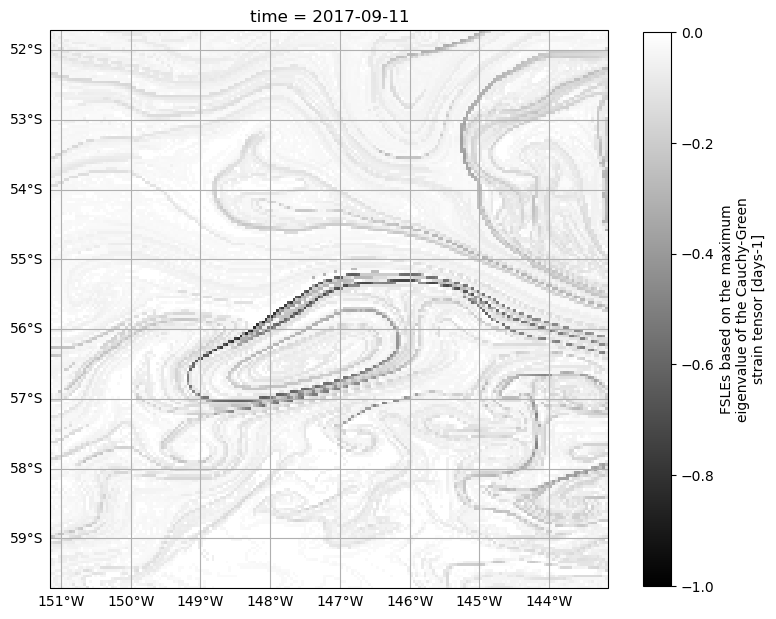 time = 2017-09-11
52°S
53°S
54°S
55°S
56°S
57°S
58°S
59°S
151°W 150°W 149°W 148°W 147°W 146°W 145°W 144°W
0.0
−0.2
−0.4
−0.6
−0.8
−1.0
FSLEs based on the maximum
eigenvalue of the Cauchy-Green
strain tensor [days-1]